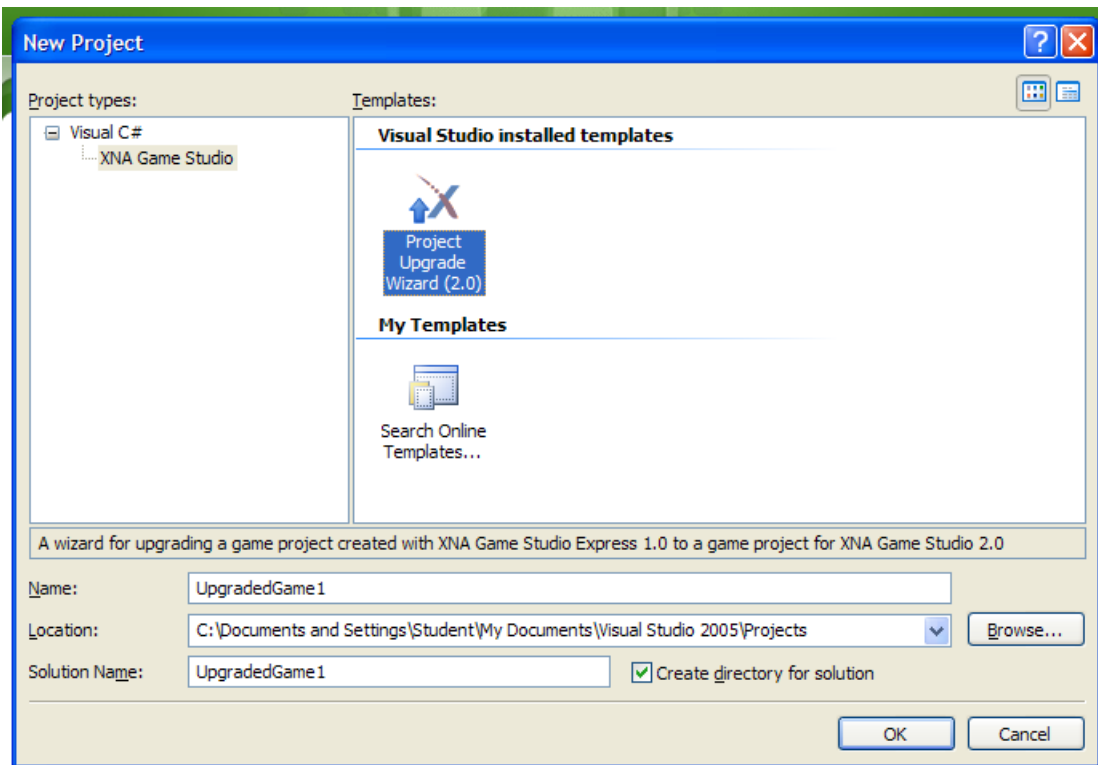 New Project
Project types:
Templates:
Visual C#
XNA Game Studio
Visual Studio installed templates
Project
Upgrade
Wizard (2.0)
My Templates
Search Online
Templates...
A wizard for upgrading a game project created with XNA Game Studio Express 1.0 to a game project for XNA Game Studio 2.0
Name:
UpgradedGame1
Location:
C:\Documents and Settings\Student\My Documents\Visual Studio 2005\Projects
Browse...
Solution Name:
UpgradedGame1
Create directory for solution
OK
Cancel